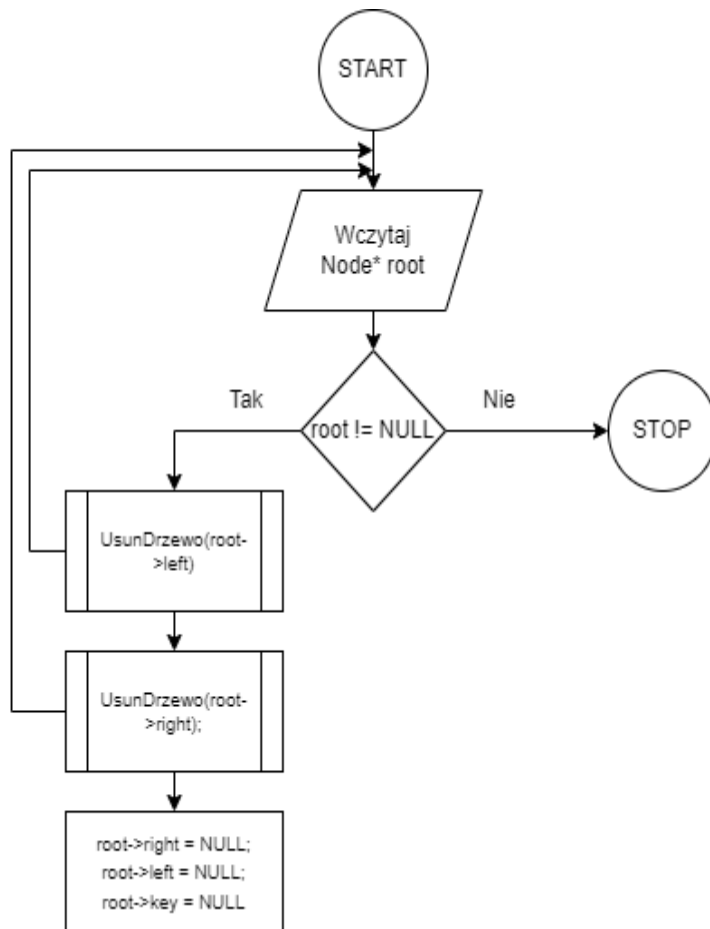 START
Wczytaj
Node* root
root != NULL
Tak
Nie
STOP
UsunDrzewo(root-
>left)
UsunDrzewo(root-
>right);
root->right = NULL;
root->left = NULL;
root->key = NULL